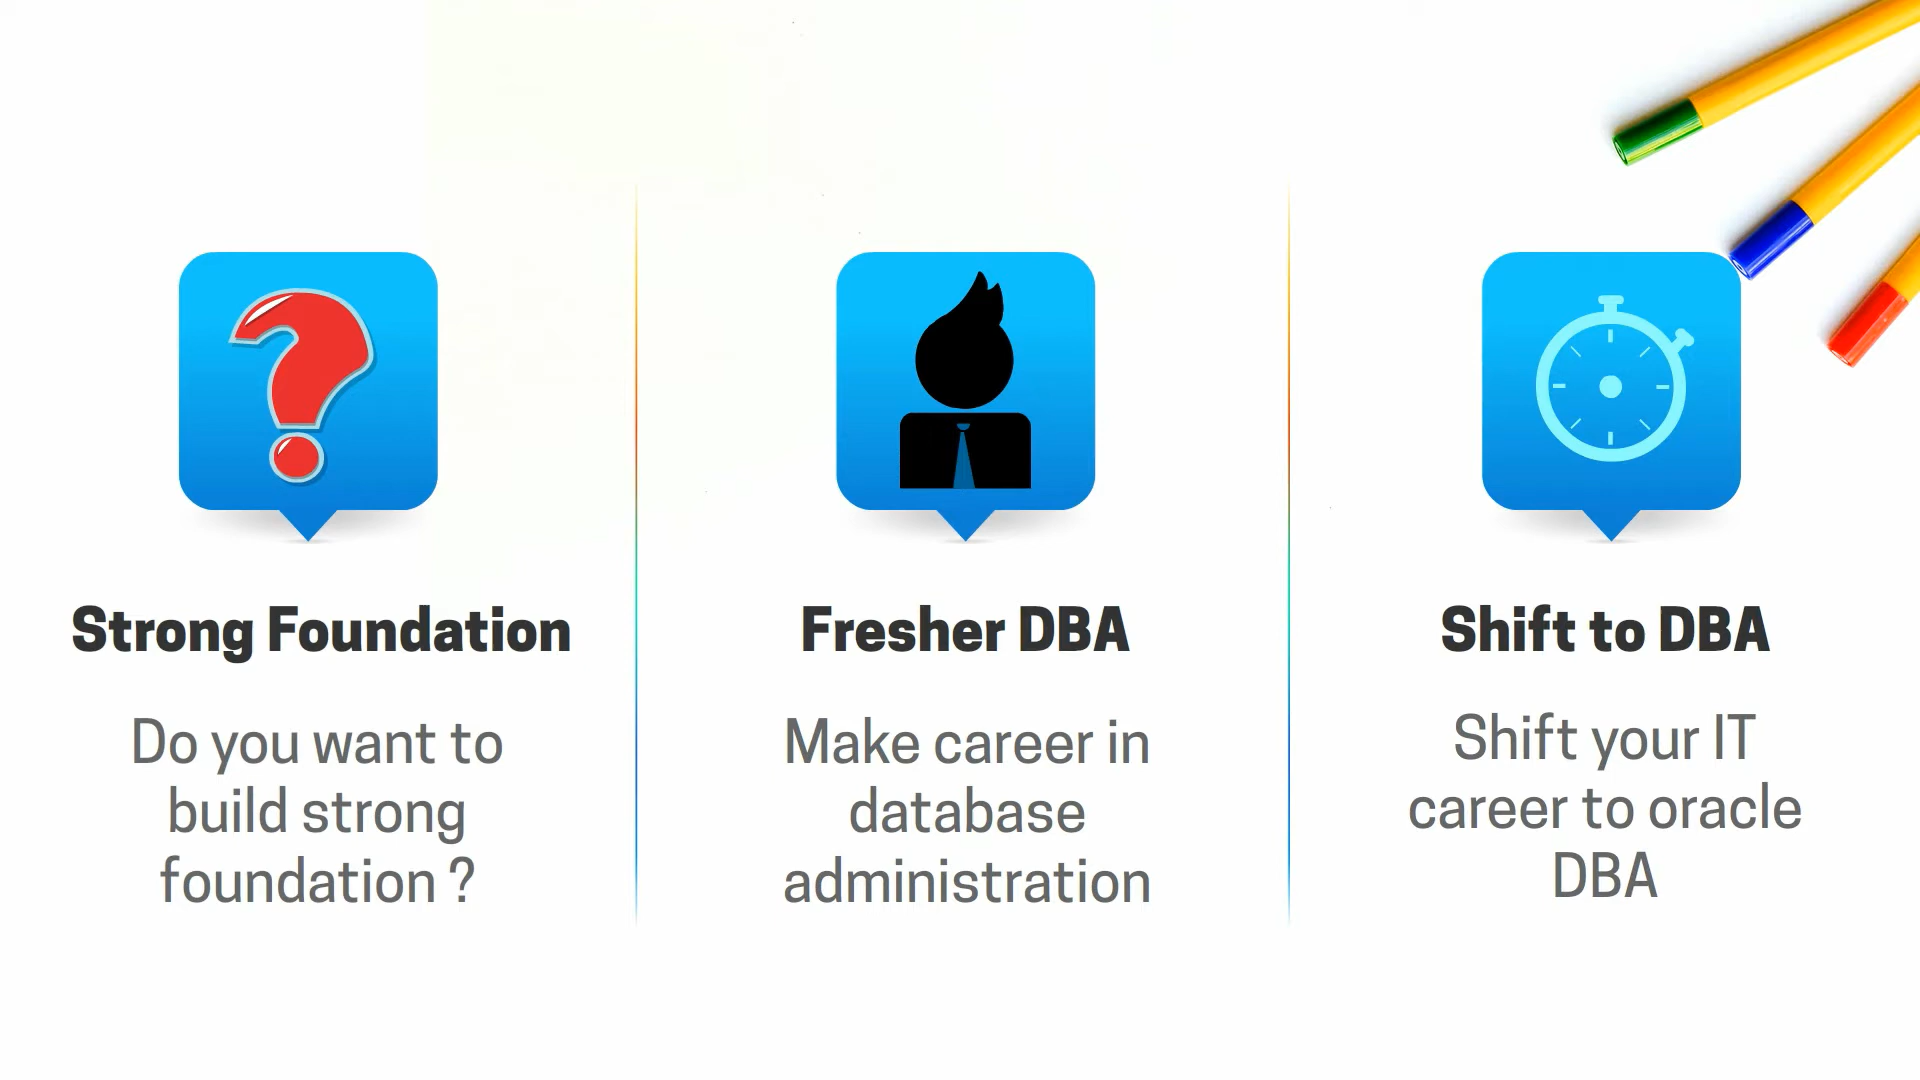 Strong Foundation
Do you want to
build strong
foundation ?
Fresher DBA
Make career in
database
administration
Shift to DBA
Shift your IT
career to oracle
DBA